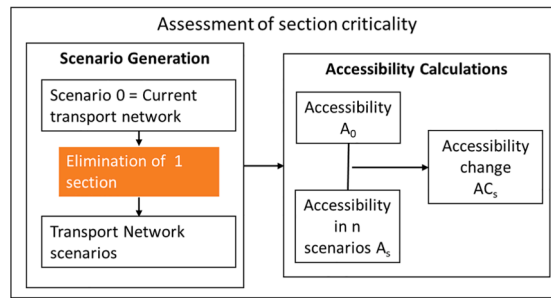 Assessment of section criticality
Scenario Generation
Scenario 0 = Current
transport network
Elimination of 1
section
Transport Network
scenarios
Accessibility Calculations
Accessibility
A₀
Accessibility
in n
scenarios Aₛ
Accessibility
change
ACₛ